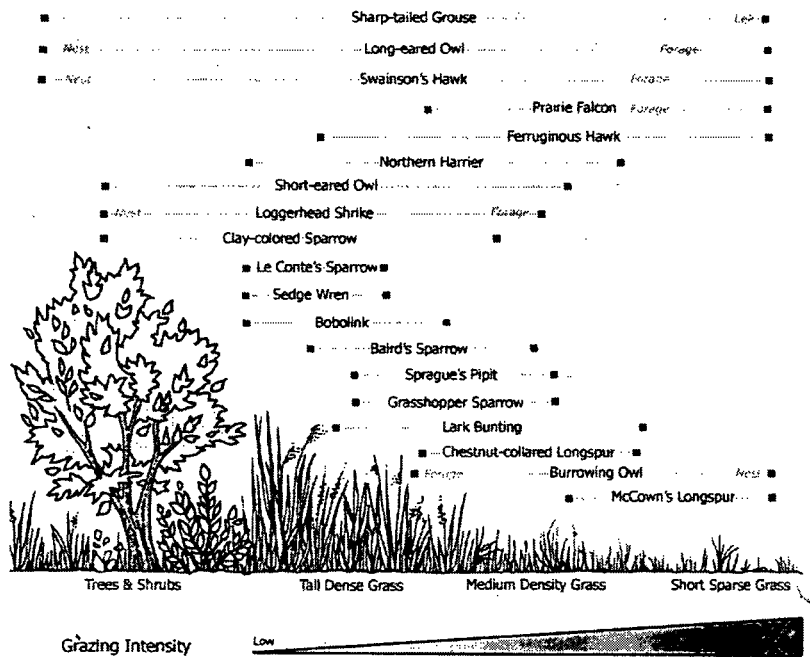 Sharp-tailed Grouse Lek
Nest Long-eared Owl Forage
Nest Swainson's Hawk Forage
Prairie Falcon Forage
Ferruginous Hawk
Northern Harrier
Short-eared Owl
Nest Loggerhead Shrike Forage
Clay-colored Sparrow
Le Conte's Sparrow
Sedge Wren
Bobolink
Baird's Sparrow
Sprague's Pipit
Grasshopper Sparrow
Lark Bunting
Chestnut-collared Longspur
Forage Burrowing Owl Nest
McCown's Longspur
Trees & Shrubs Tall Dense Grass Medium Density Grass Short Sparse Grass
Grazing Intensity Low